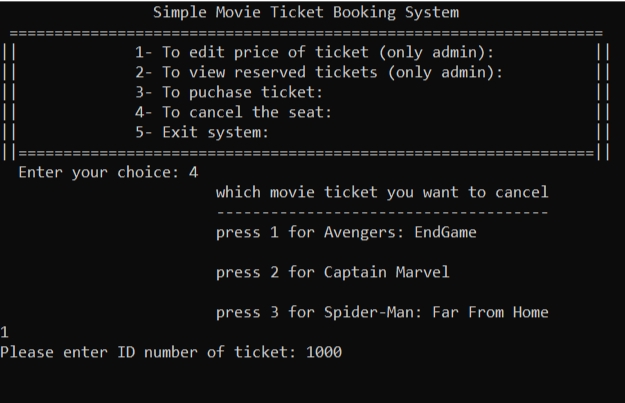 Simple Movie Ticket Booking System
==================================================================
|| 1- To edit price of ticket (only admin): ||
|| 2- To view reserved tickets (only admin): ||
|| 3- To puchase ticket: ||
|| 4- To cancel the seat: ||
|| 5- Exit system: ||
||================================================================||
Enter your choice: 4
which movie ticket you want to cancel
-------------------------------------
press 1 for Avengers: EndGame
press 2 for Captain Marvel
press 3 for Spider-Man: Far From Home
1
Please enter ID number of ticket: 1000